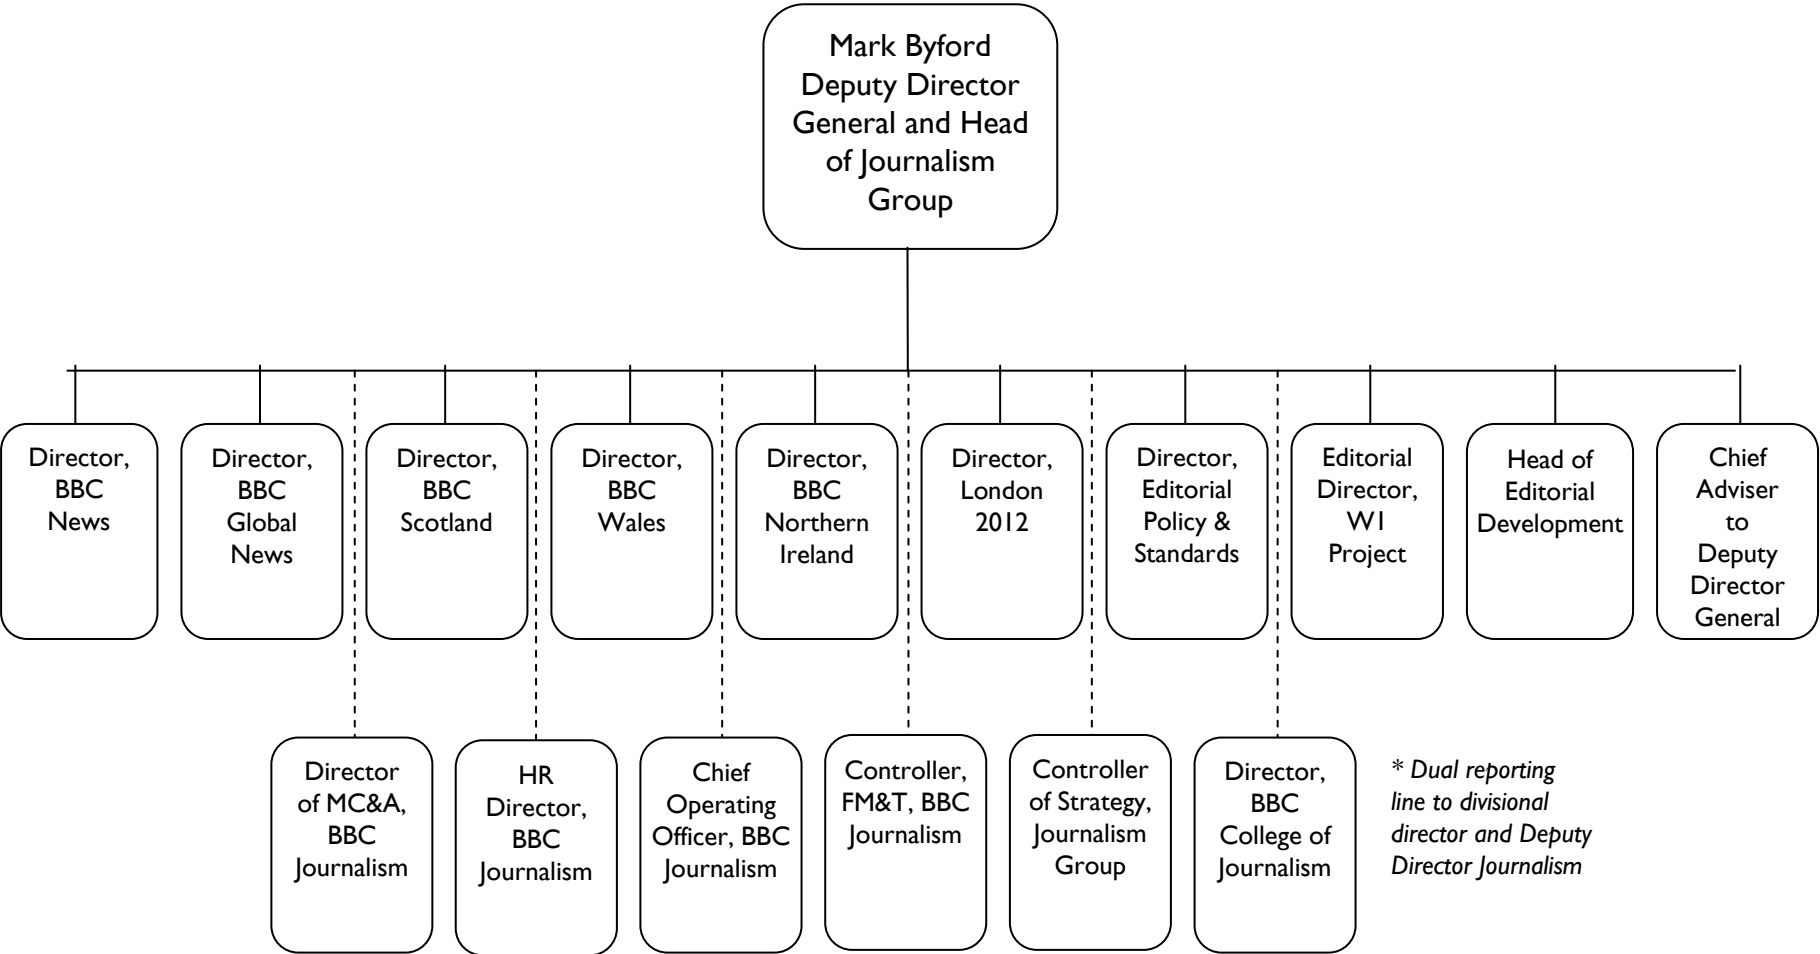 Mark Byford
Deputy Director
General and Head
of Journalism
Group
Director,
BBC
News
Director,
BBC
Global
News
Director,
BBC
Scotland
Director,
BBC
Wales
Director,
BBC
Northern
Ireland
Director,
London
2012
Director,
Editorial
Policy &
Standards
Editorial
Director,
W1
Project
Head of
Editorial
Development
Chief
Adviser
to
Deputy
Director
General
Director
of MC&A,
BBC
Journalism
HR
Director,
BBC
Journalism
Chief
Operating
Officer, BBC
Journalism
Controller,
FM&T, BBC
Journalism
Controller
of Strategy,
Journalism
Group
Director,
BBC
College of
Journalism
* Dual reporting
line to divisional
director and Deputy
Director Journalism